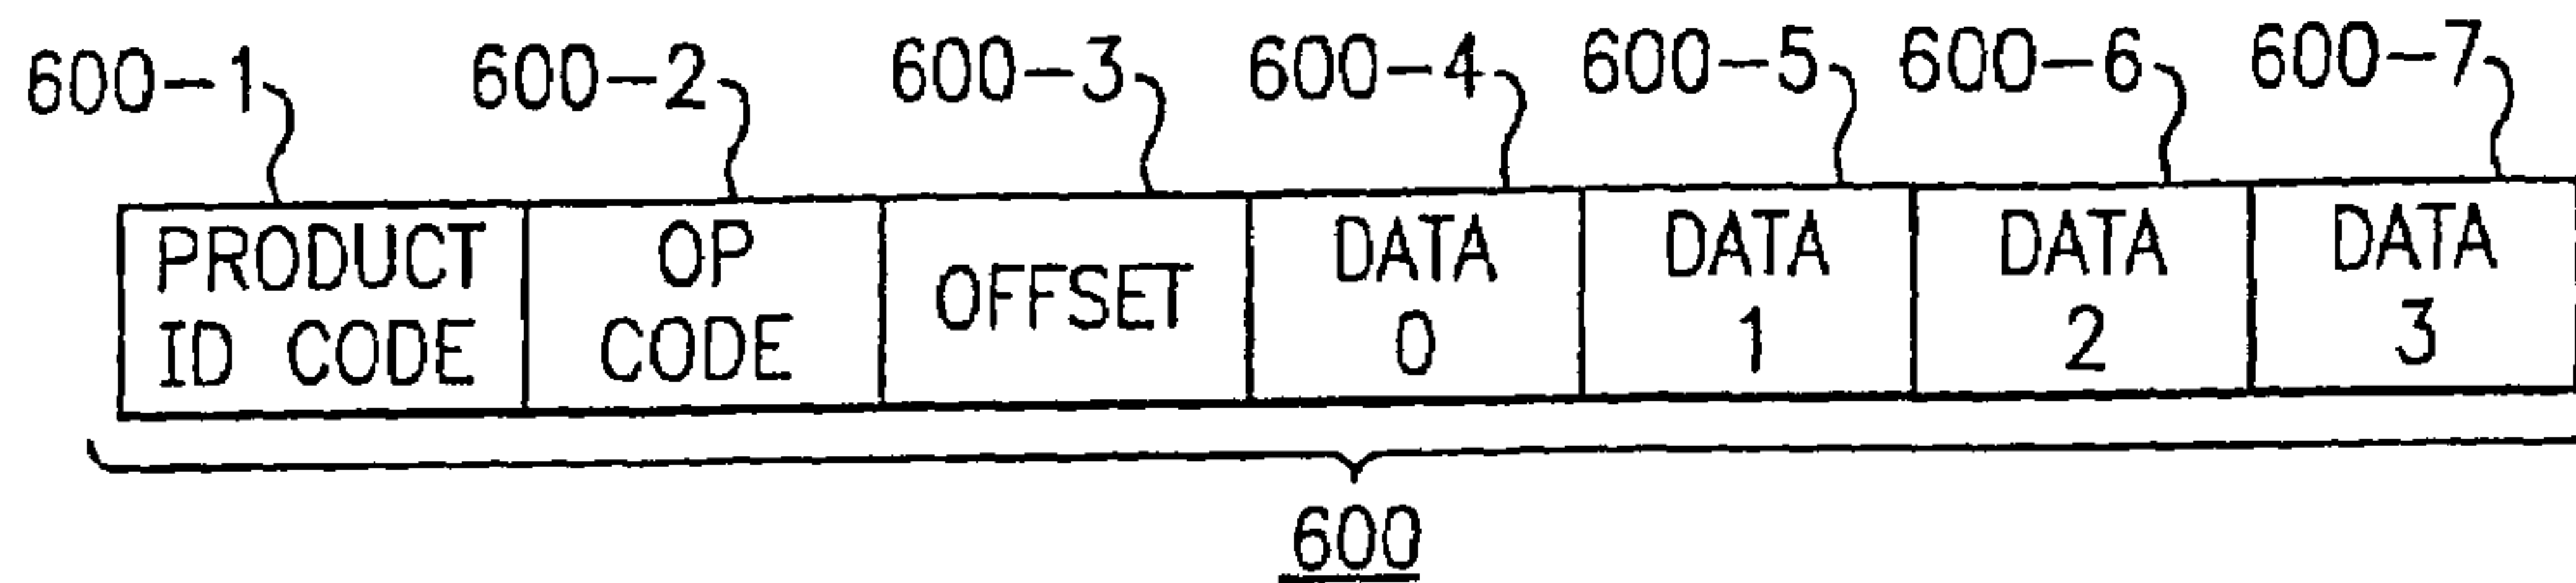 600-1 600-2 600-3 600-4 600-5 600-6 600-7
PRODUCT ID CODE
OP CODE
OFFSET
DATA 0
DATA 1
DATA 2
DATA 3
600